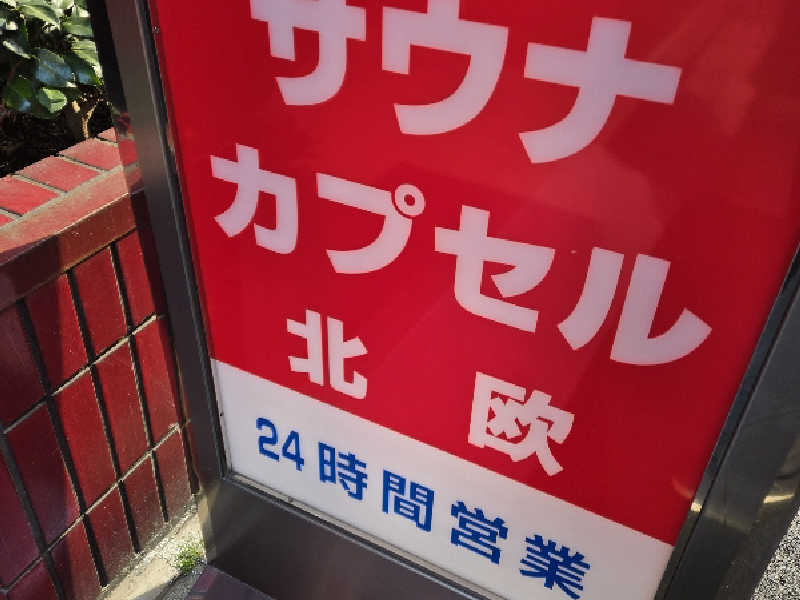 サウナ
カプセル
北欧
24時間営業